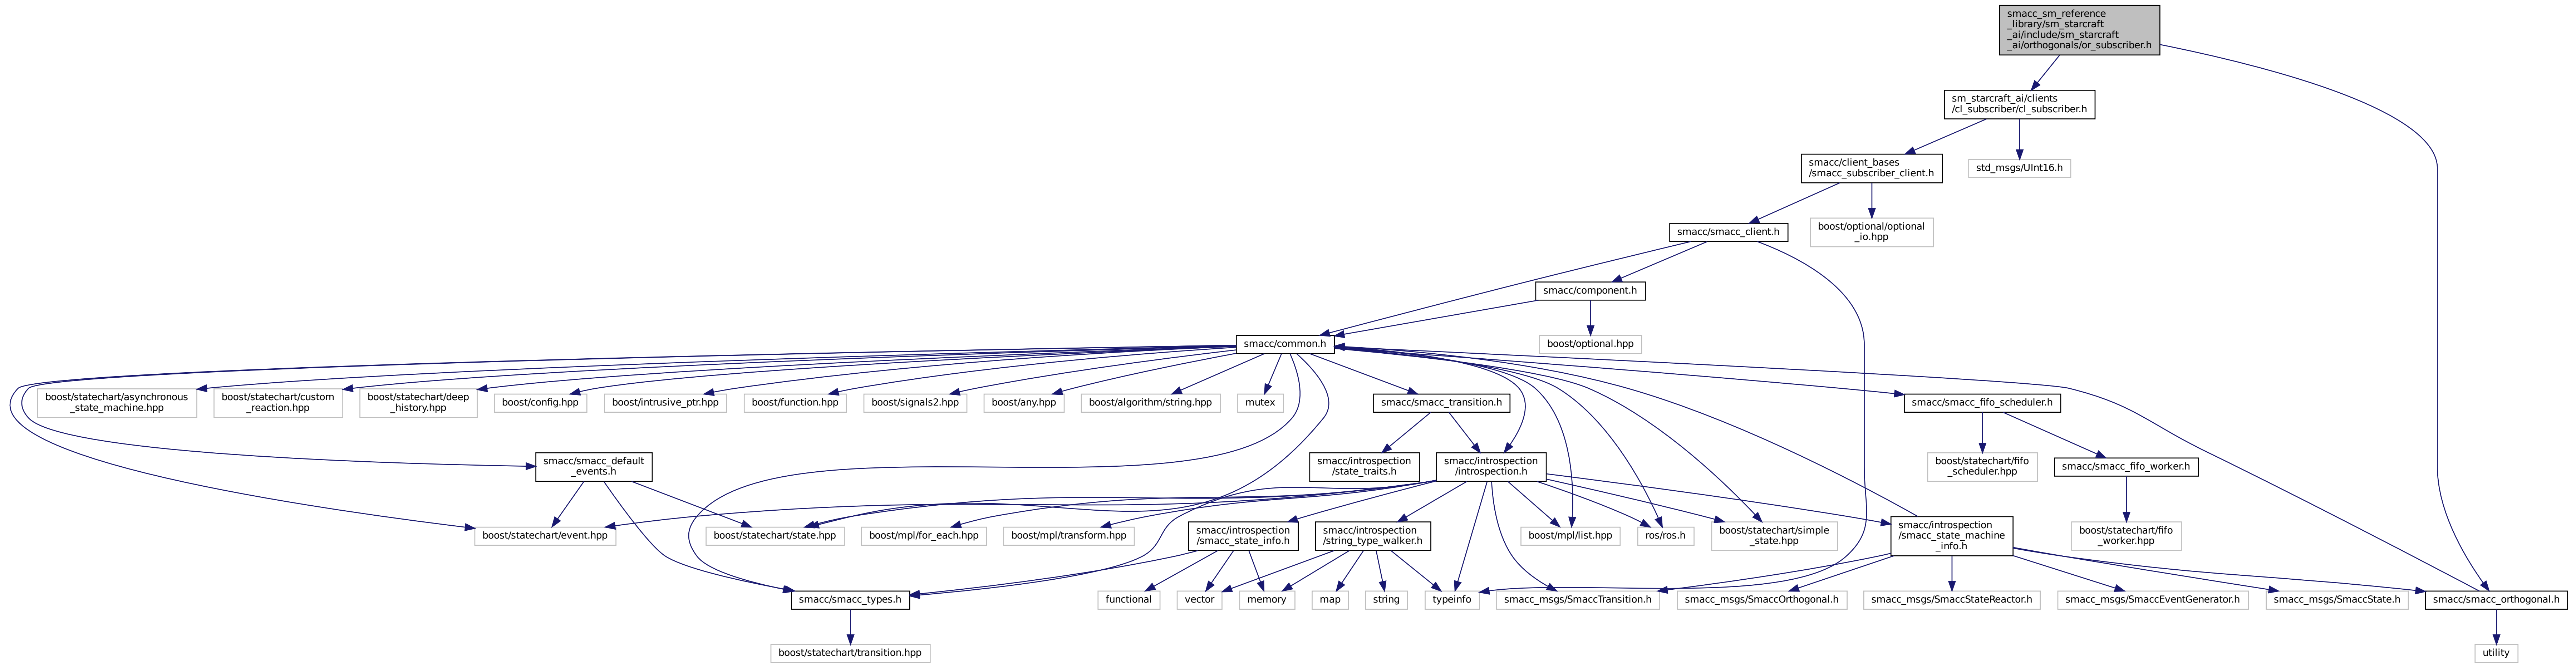 smacc_sm_reference
_library/sm_starcraft
_ai/include/sm_starcraft
_ai/orthogonals/or_subscriber.h
sm_starcraft_ai/clients
/cl_subscriber/cl_subscriber.h
smacc/client_bases
/smacc_subscriber_client.h
std_msgs/UInt16.h
smacc/smacc_client.h
boost/optional/optional
_io.hpp
smacc/component.h
smacc/common.h
boost/optional.hpp
boost/statechart/asynchronous
_state_machine.hpp
boost/statechart/custom
_reaction.hpp
boost/statechart/deep
_history.hpp
boost/config.hpp
boost/intrusive_ptr.hpp
boost/function.hpp
boost/signals2.hpp
boost/any.hpp
boost/algorithm/string.hpp
mutex
smacc/smacc_transition.h
smacc/smacc_fifo_scheduler.h
smacc/smacc_default
_events.h
smacc/introspection
/state_traits.h
smacc/introspection
/introspection.h
boost/statechart/fifo
_scheduler.hpp
smacc/smacc_fifo_worker.h
boost/statechart/event.hpp
boost/statechart/state.hpp
boost/mpl/for_each.hpp
boost/mpl/transform.hpp
smacc/introspection
/smacc_state_info.h
smacc/introspection
/string_type_walker.h
boost/mpl/list.hpp
ros/ros.h
boost/statechart/simple
_state.hpp
smacc/introspection
/smacc_state_machine
_info.h
boost/statechart/fifo
_worker.hpp
smacc/smacc_types.h
functional
vector
memory
map
string
typeinfo
smacc_msgs/SmaccTransition.h
smacc_msgs/SmaccOrthogonal.h
smacc_msgs/SmaccStateReactor.h
smacc_msgs/SmaccEventGenerator.h
smacc_msgs/SmaccState.h
smacc/smacc_orthogonal.h
boost/statechart/transition.hpp
utility